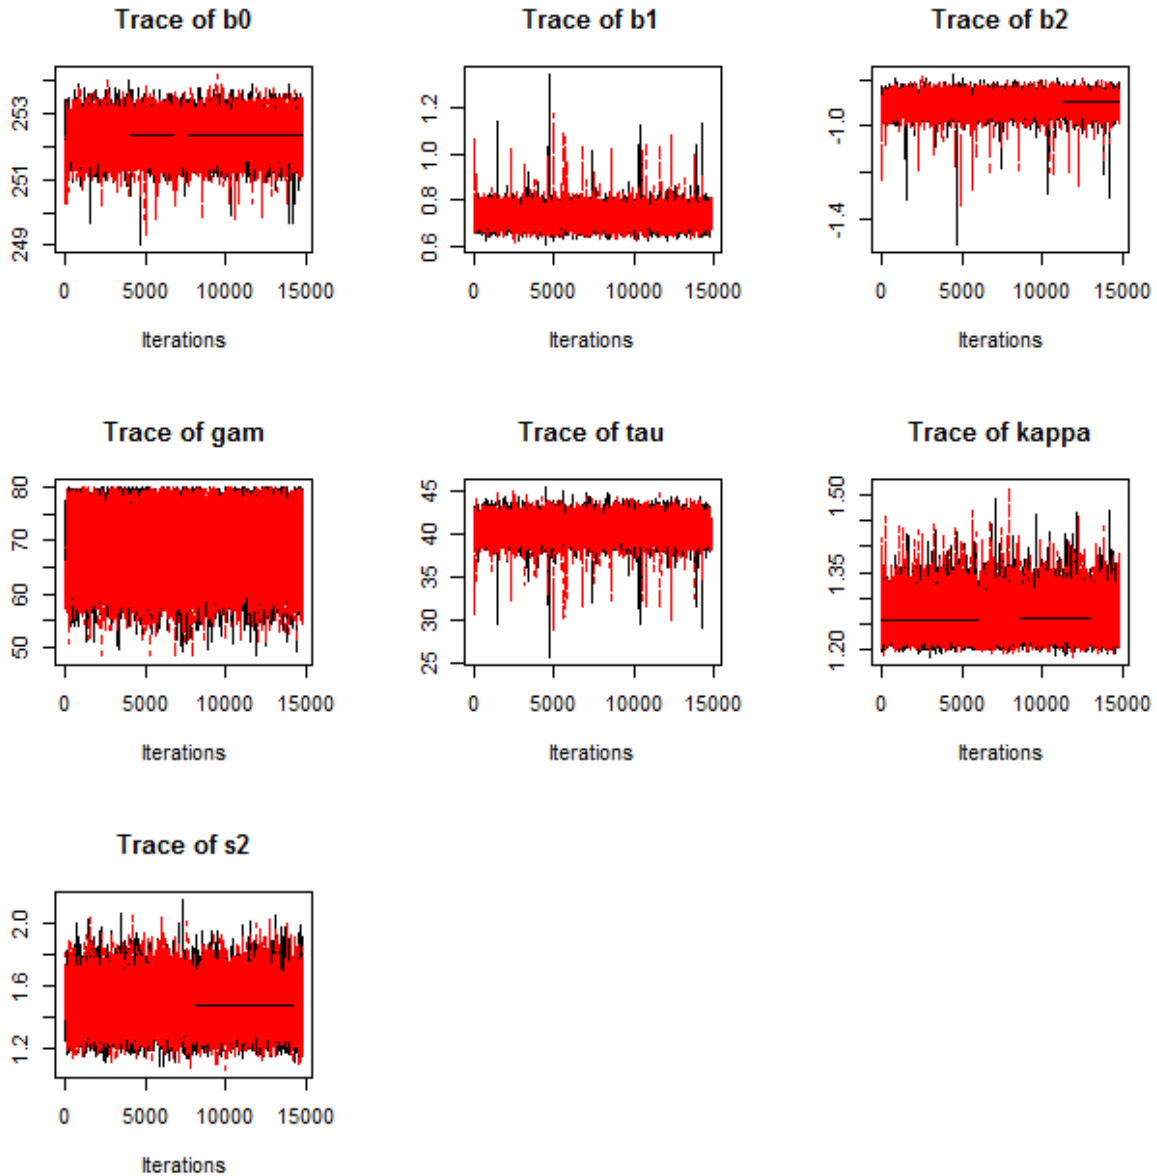 Trace of b0
Trace of b1
Trace of b2
249 251 253
0.6 0.8 1.0 1.2
-1.4 -1.0
0 5000 10000 15000
0 5000 10000 15000
0 5000 10000 15000
Iterations
Iterations
Iterations
Trace of gam
Trace of tau
Trace of kappa
50 60 70 80
25 30 35 40 45
1.20 1.35 1.50
0 5000 10000 15000
0 5000 10000 15000
0 5000 10000 15000
Iterations
Iterations
Iterations
Trace of s2
1.2 1.6 2.0
0 5000 10000 15000
Iterations